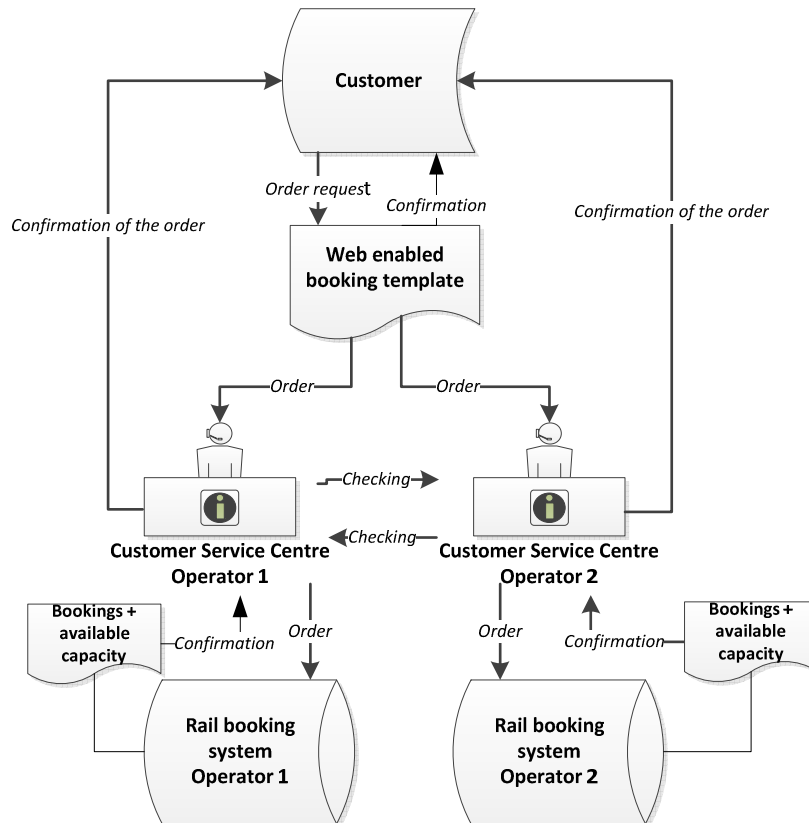 Customer
Order request
Confirmation
Confirmation of the order
Confirmation of the order
Web enabled
booking template
Order
Order
Checking
Checking
Customer Service Centre
Operator 1
Customer Service Centre
Operator 2
Bookings +
available
capacity
Confirmation
Order
Order
Confirmation
Bookings +
available
capacity
Rail booking
system
Operator 1
Rail booking
system
Operator 2